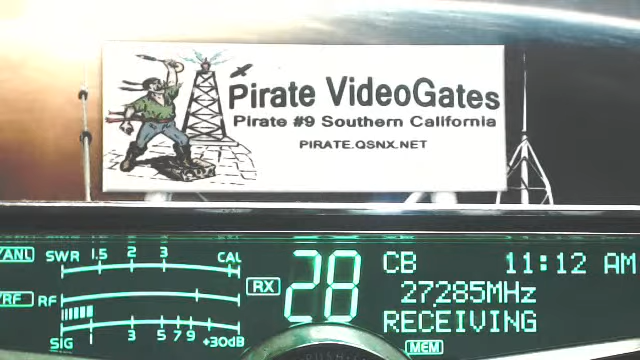 Pirate VideoGates
Pirate #9 Southern California
PIRATE.QSNX.NET
/ANL SWR 1.5 2 3 CAL
/RF RF
SIG 3 5 7 9 +30dB
RX 28
CB 11:12 AM
27285MHz
RECEIVING
MEM